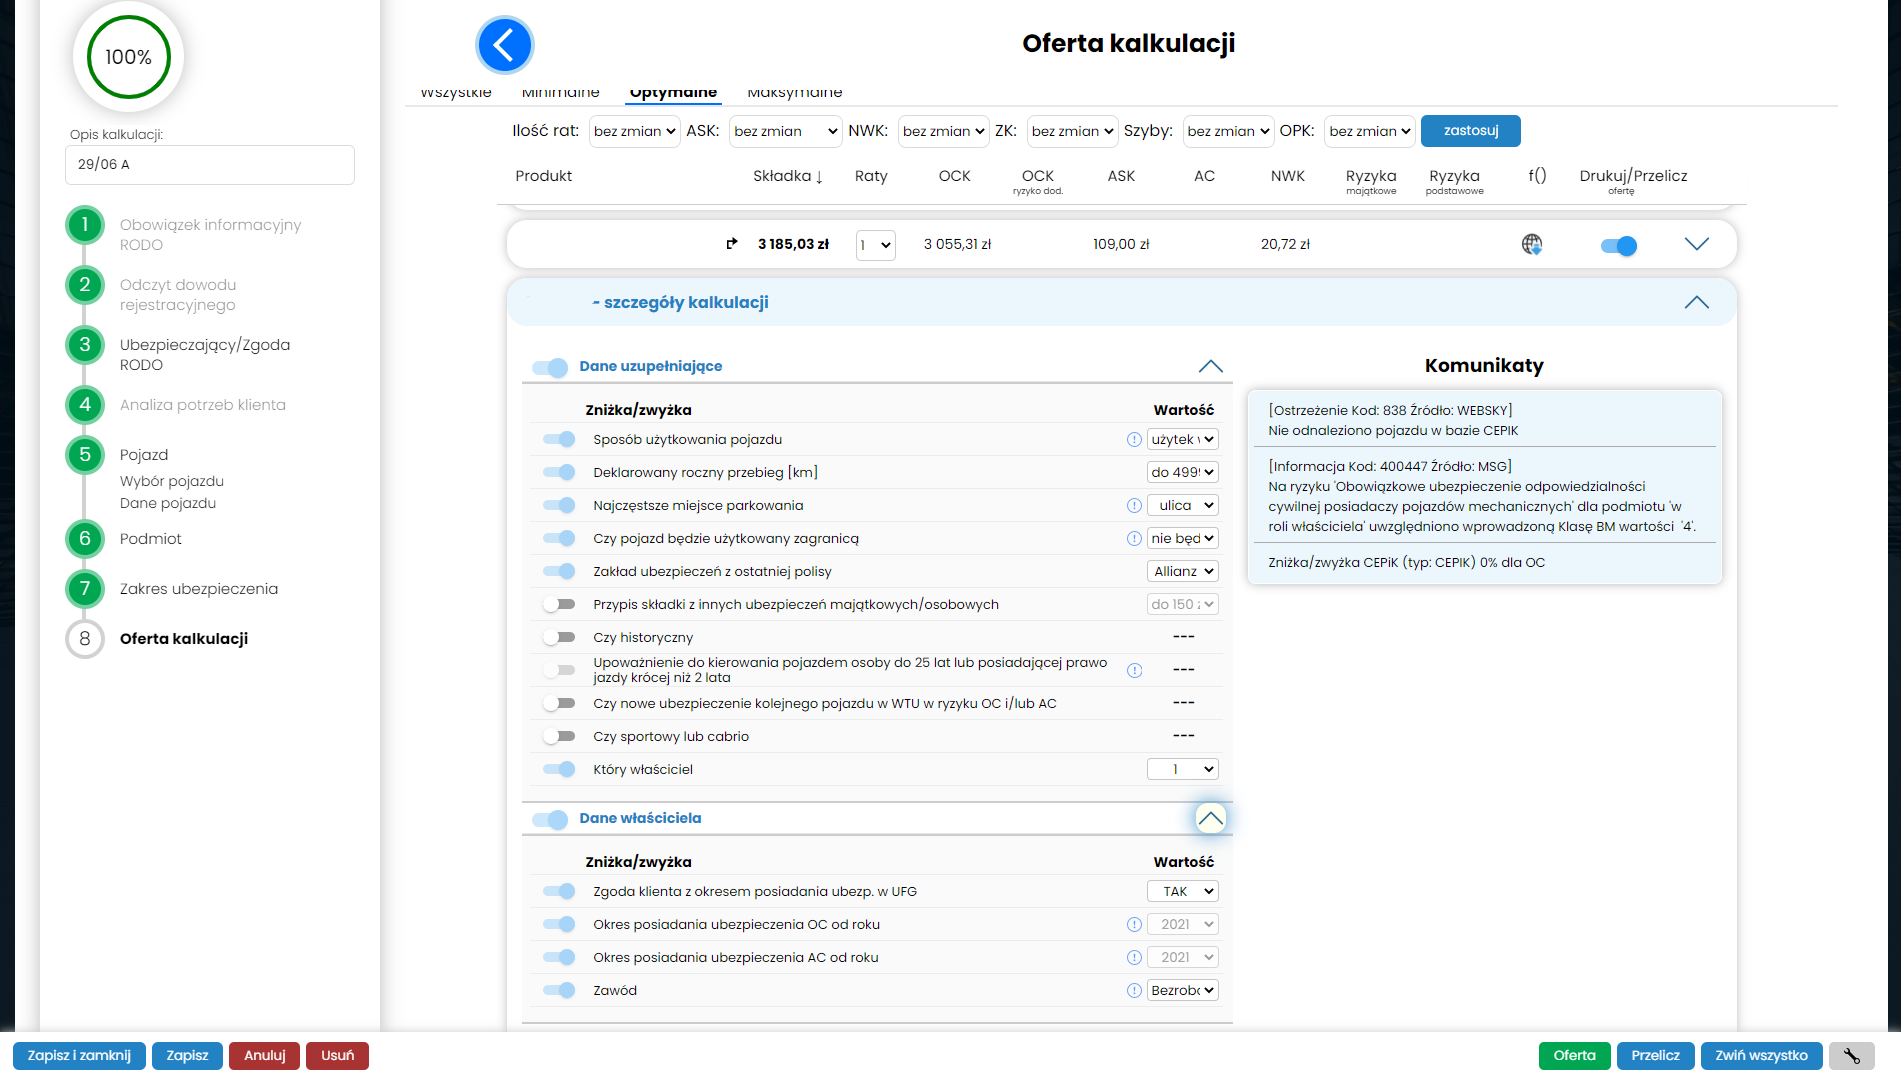 100%
Opis kalkulacji:
29/06 A
1 Obowiązek informacyjny
RODO
2 Odczyt dowodu
rejestracyjnego
3 Ubezpieczający/Zgoda
RODO
4 Analiza potrzeb klienta
5 Pojazd
Wybór pojazdu
Dane pojazdu
6 Podmiot
7 Zakres ubezpieczenia
8 Oferta kalkulacji
Oferta kalkulacji
Wszystkie Minimalne Optymalne Maksymalne
Ilość rat: bez zmian ASK: bez zmian NWK: bez zmian ZK: bez zmian Szyby: bez zmian OPK: bez zmian zastosuj
Produkt Składka ↓ Raty OCK OCK ASK AC NWK Ryzyka Ryzyka f() Drukuj/Przelicz
ryzyko dod. majątkowe podstawowe ofertę
3 185,03 zł 1 3 055,31 zł 109,00 zł 20,72 zł
- szczegóły kalkulacji
Dane uzupełniające
Zniżka/zwyżka Wartość
Sposób użytkowania pojazdu użytek
Deklarowany roczny przebieg [km] do 499
Najczęstsze miejsce parkowania ulica
Czy pojazd będzie użytkowany zagranicą nie będ
Zakład ubezpieczeń z ostatniej polisy Allianz
Przypis składki z innych ubezpieczeń majątkowych/osobowych do 150
Czy historyczny ---
Upoważnienie do kierowania pojazdem osoby do 25 lat lub posiadającej prawo
jazdy krócej niż 2 lata ---
Czy nowe ubezpieczenie kolejnego pojazdu w WTU w ryzyku OC i/lub AC ---
Czy sportowy lub cabrio ---
Który właściciel 1
Dane właściciela
Zniżka/zwyżka Wartość
Zgoda klienta z okresem posiadania ubezp. w UFG TAK
Okres posiadania ubezpieczenia OC od roku 2021
Okres posiadania ubezpieczenia AC od roku 2021
Zawód Bezrobo
Komunikaty
[Ostrzeżenie Kod: 838 Źródło: WEBSKY]
Nie odnaleziono pojazdu w bazie CEPIK
[Informacja Kod: 400447 Źródło: MSG]
Na ryzyku 'Obowiązkowe ubezpieczenie odpowiedzialności
cywilnej posiadaczy pojazdów mechanicznych' dla podmiotu 'w
roli właściciela' uwzględniono wprowadzoną Klasę BM wartości '4'.
Zniżka/zwyżka CEPiK (typ: CEPIK) 0% dla OC
Zapisz i zamknij Zapisz Anuluj Usuń Oferta Przelicz Zwiń wszystko